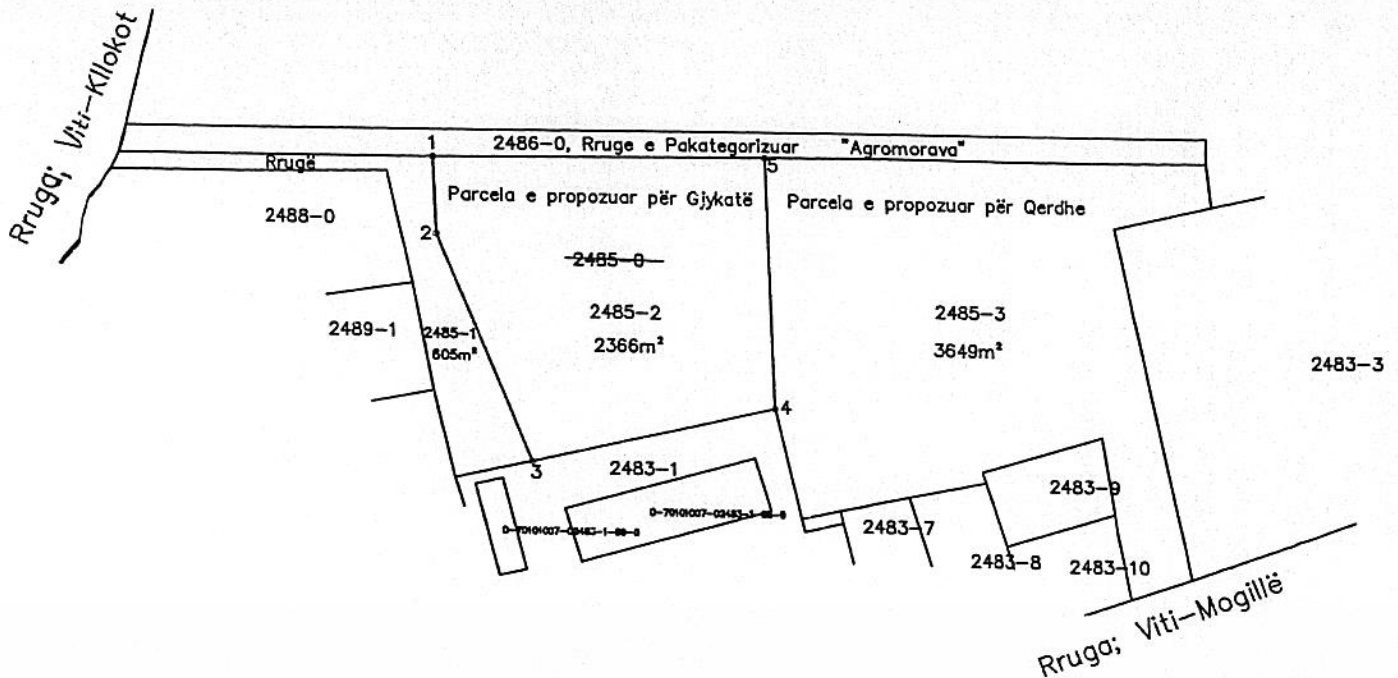 Rruga; Viti-Kllokot
1
2486-0, Rruge e Pakategorizuar "Agromorava"
5
Rrugë
Parcela e propozuar për Gjykatë
Parcela e propozuar për Qerdhe
2488-0
2
2485-0
2485-2
2366m²
2485-3
3649m²
2489-1
2485-1
605m²
2483-3
4
3
2483-1
2483-9
2483-7
2483-8
2483-10
Rruga; Viti-Mogillë